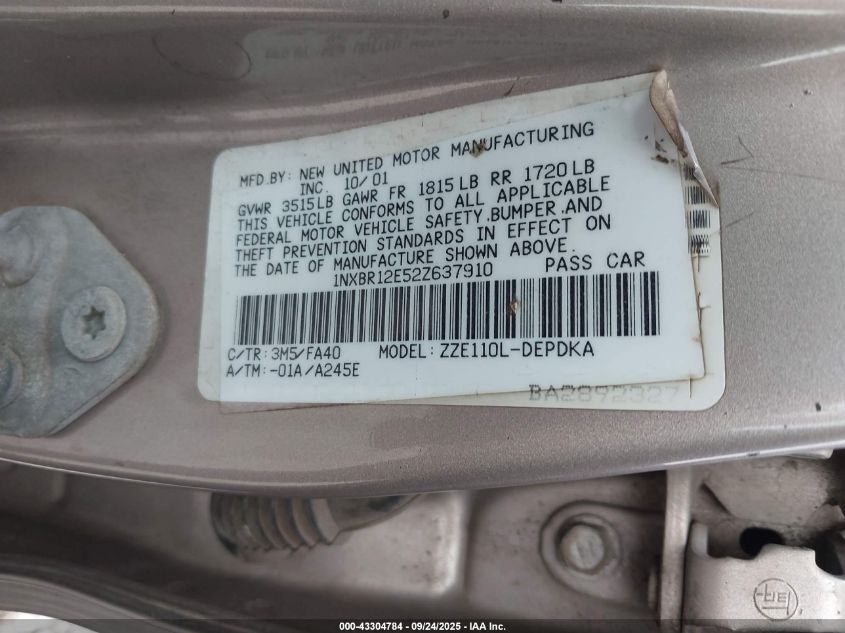 MFD.BY: NEW UNITED MOTOR MANUFACTURING
INC. 10/01
GVWR 3515LB GAWR FR 1815LB RR 1720LB
THIS VEHICLE CONFORMS TO ALL APPLICABLE
FEDERAL MOTOR VEHICLE SAFETY,BUMPER,AND
THEFT PREVENTION STANDARDS IN EFFECT ON
THE DATE OF MANUFACTURE SHOWN ABOVE.
1NXBR12E52Z637910 PASS CAR
C/TR:3M5/FA40 MODEL: ZZE110L-DEPDKA
A/TM:-01A/A245E
BA2892327
000-43304784 - 09/24/2025 - IAA Inc.